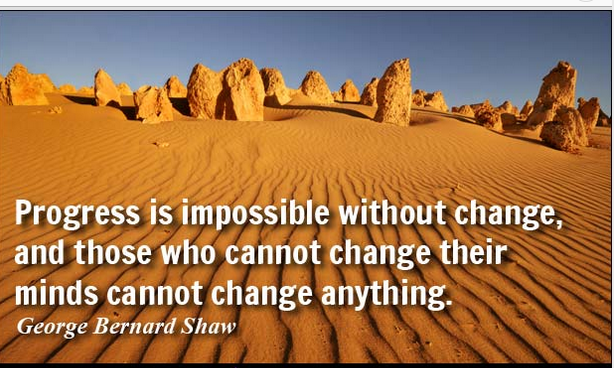 Progress is impossible without change,
and those who cannot change their
minds cannot change anything.
George Bernard Shaw